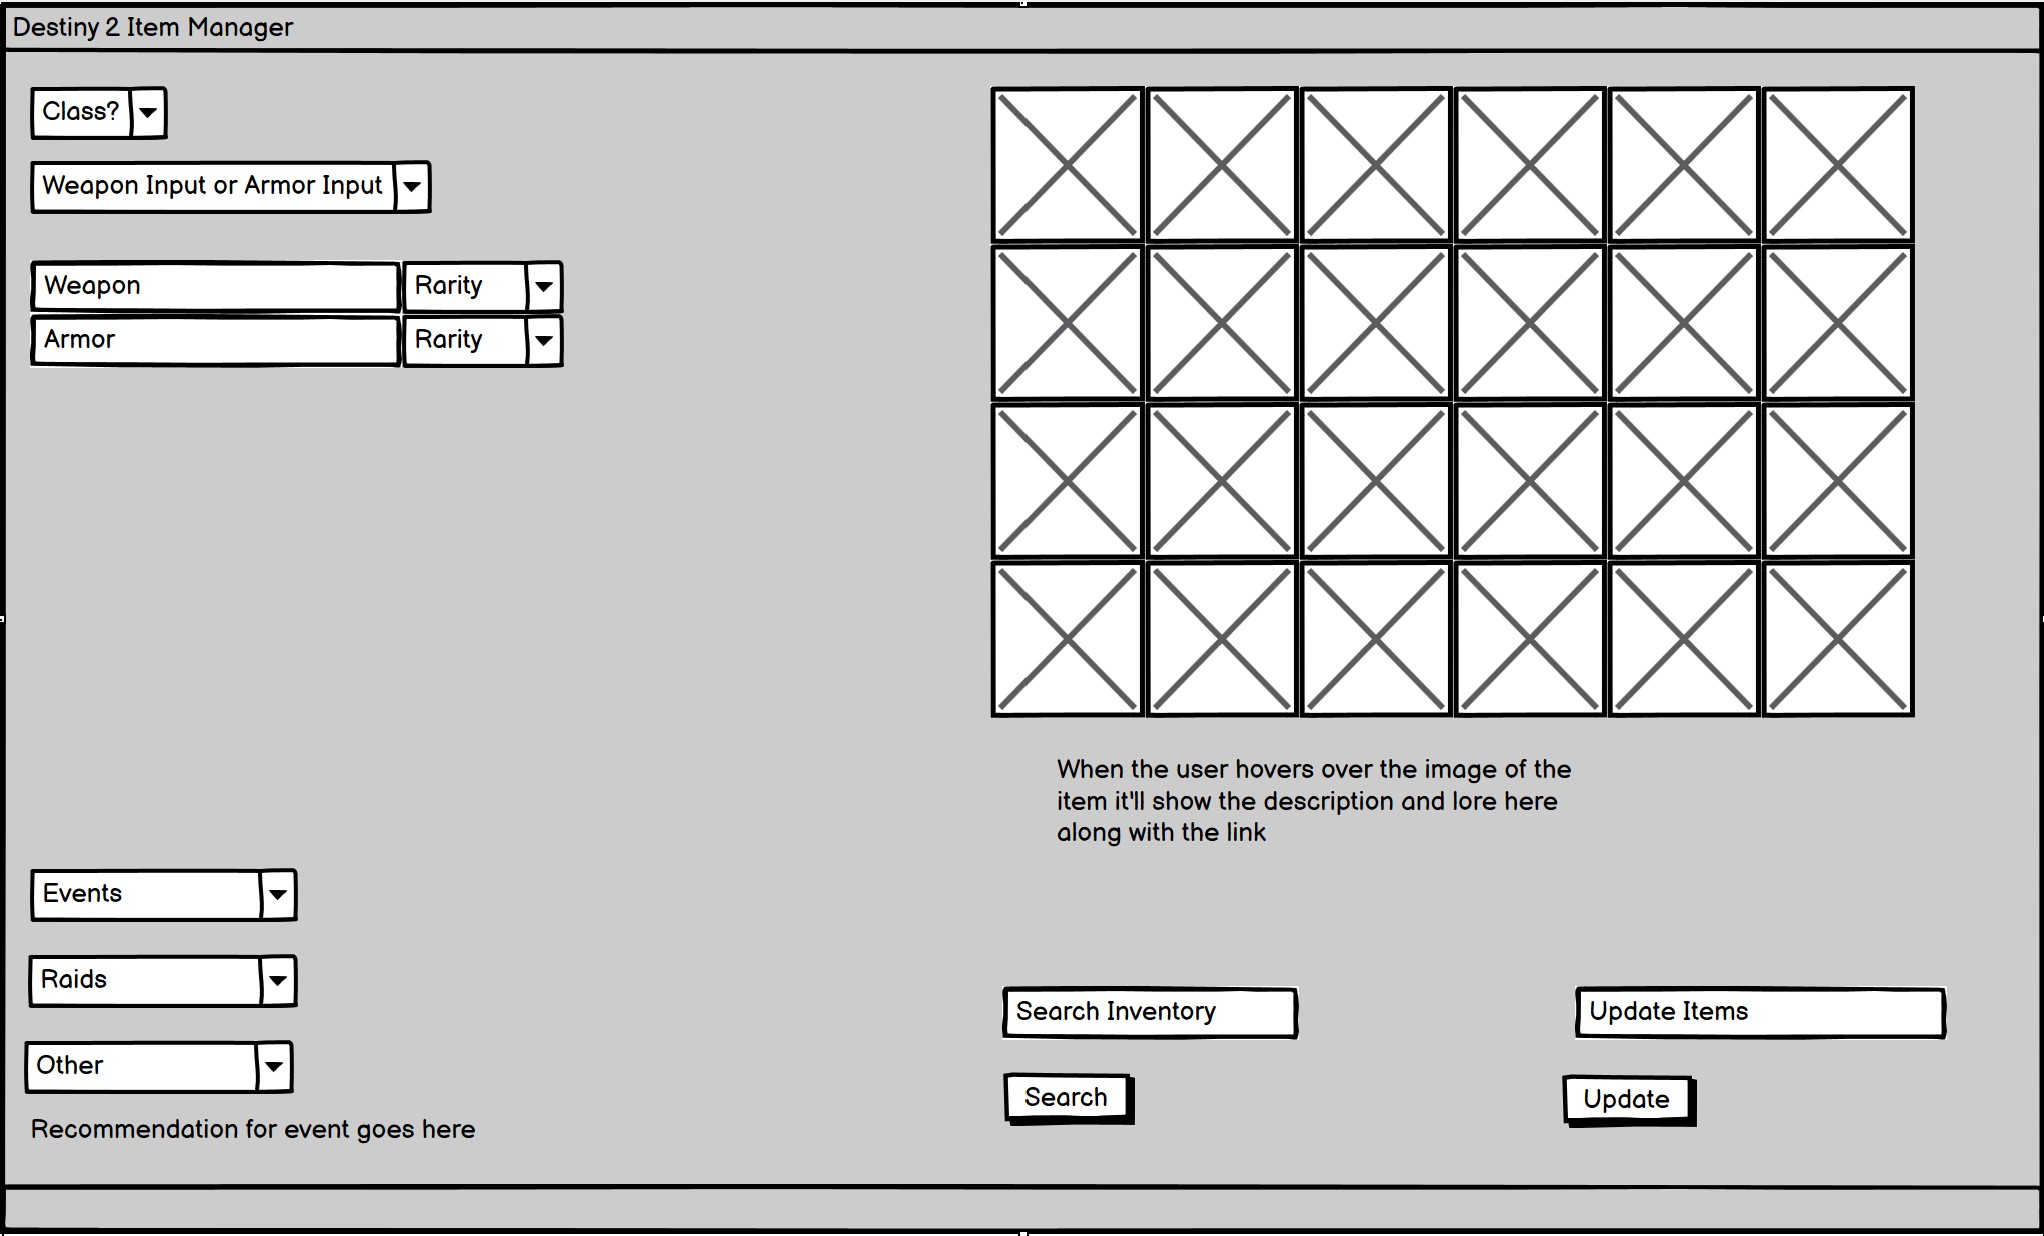 Destiny 2 Item Manager
Class?
Weapon Input or Armor Input
Weapon
Rarity
Armor
Rarity
When the user hovers over the image of the
item it'll show the description and lore here
along with the link
Events
Raids
Other
Recommendation for event goes here
Search Inventory
Update Items
Search
Update